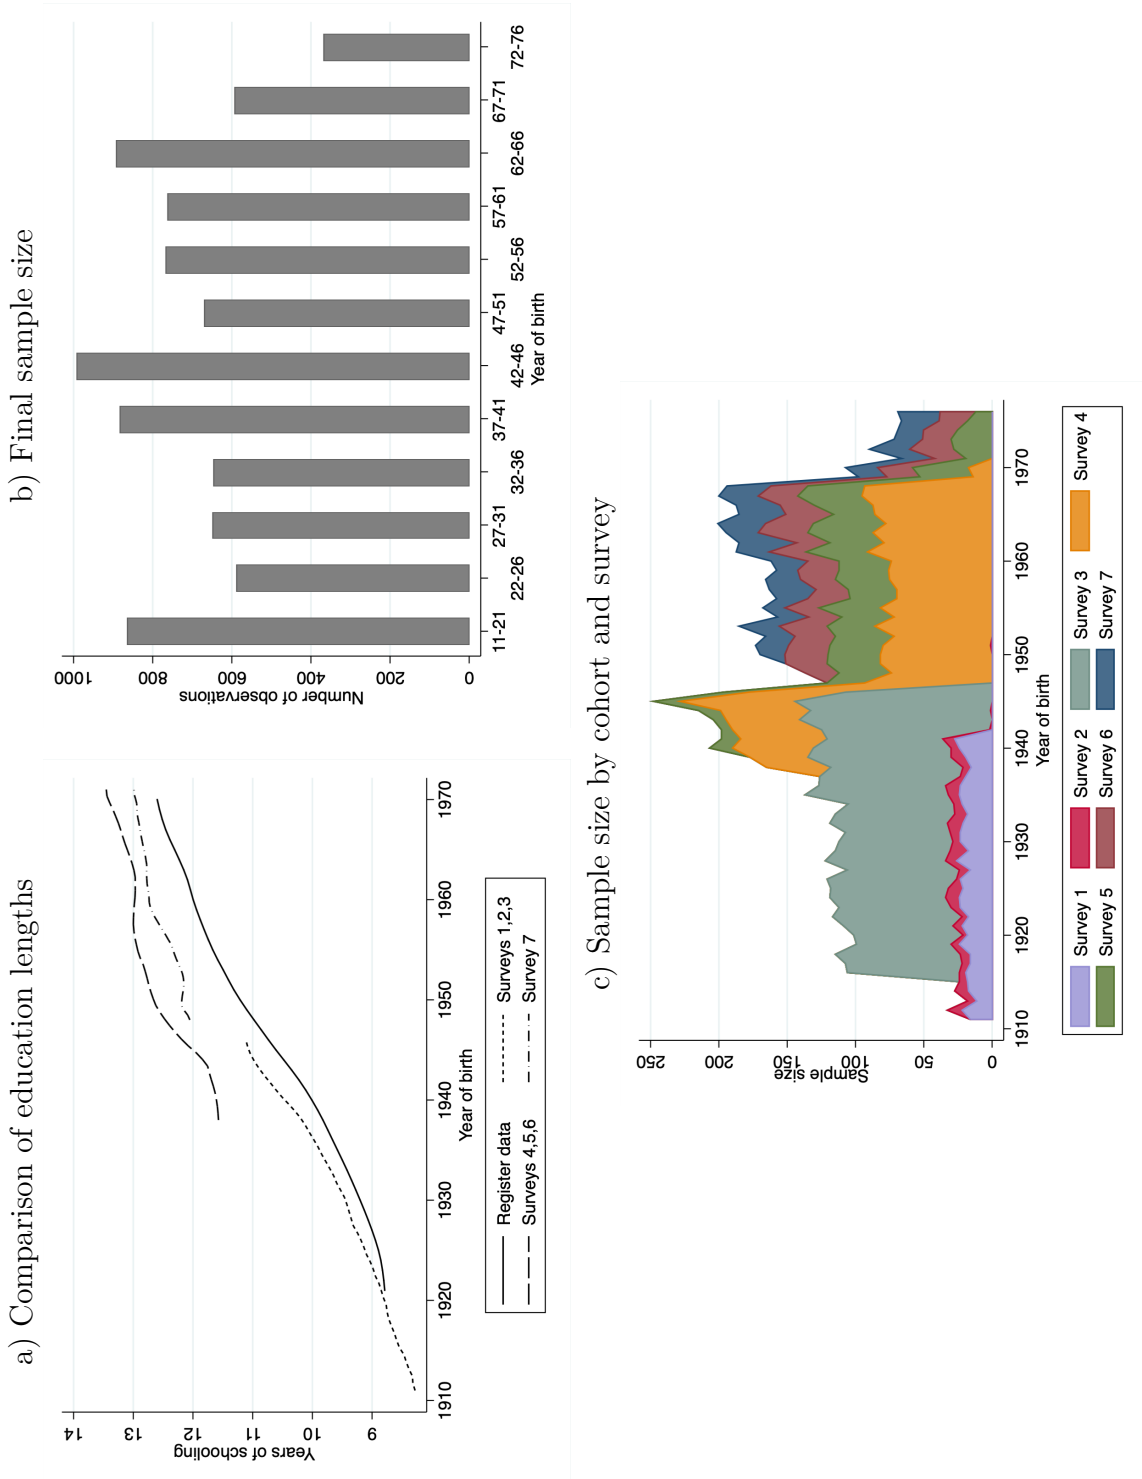 a) Comparison of education lengths
Years of schooling
14
13
12
11
10
9
1910
1920
1930
1940
1950
1960
1970
Year of birth
Register data
Surveys 1,2,3
Surveys 4,5,6
Survey 7
b) Final sample size
Number of observations
1000
800
600
400
200
0
11-21
22-26
27-31
32-36
37-41
42-46
47-51
52-56
57-61
62-66
67-71
72-76
Year of birth
c) Sample size by cohort and survey
Sample size
250
200
150
100
50
0
1910
1920
1930
1940
1950
1960
1970
Year of birth
Survey 1
Survey 2
Survey 3
Survey 4
Survey 5
Survey 6
Survey 7